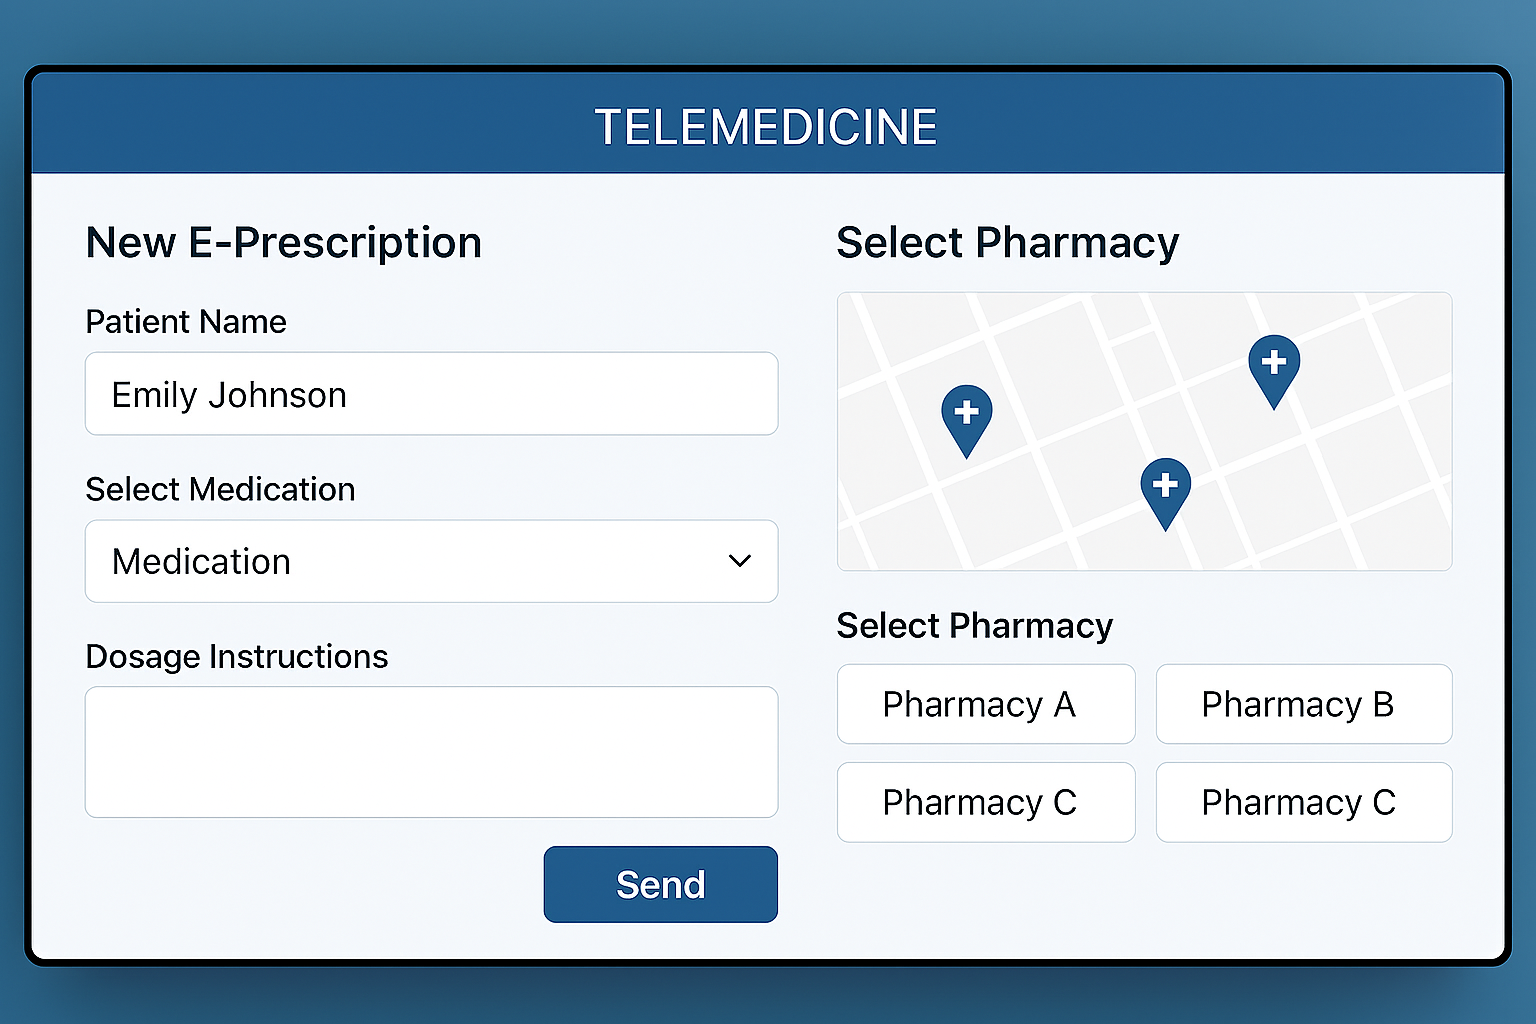 TELEMEDICINE
New E-Prescription
Patient Name
Emily Johnson
Select Medication
Medication
Dosage Instructions
Send
Select Pharmacy
Select Pharmacy
Pharmacy A
Pharmacy B
Pharmacy C
Pharmacy C